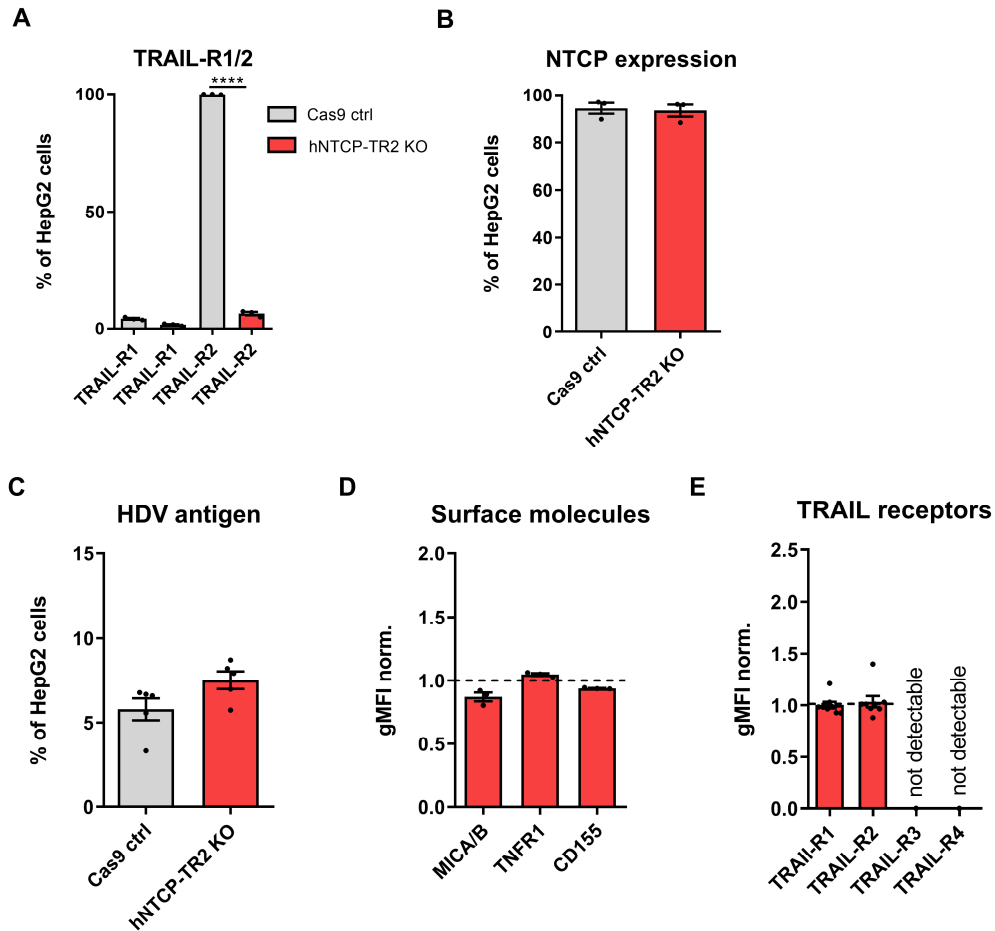 A
TRAIL-R1/2
% of HepG2 cells
100
50
0
****
TRAIL-R1
TRAIL-R1
TRAIL-R2
TRAIL-R2
Cas9 ctrl
hNTCP-TR2 KO
B
NTCP expression
% of HepG2 cells
100
80
60
40
20
0
Cas9 ctrl
hNTCP-TR2 KO
C
HDV antigen
% of HepG2 cells
15
10
5
0
Cas9 ctrl
hNTCP-TR2 KO
D
Surface molecules
gMFI norm.
2.0
1.5
1.0
0.5
0.0
MICA/B
TNFR1
CD155
E
TRAIL receptors
gMFI norm.
2.5
2.0
1.5
1.0
0.5
0.0
not detectable
not detectable
TRAIl-R1
TRAIL-R2
TRAIL-R3
TRAIL-R4